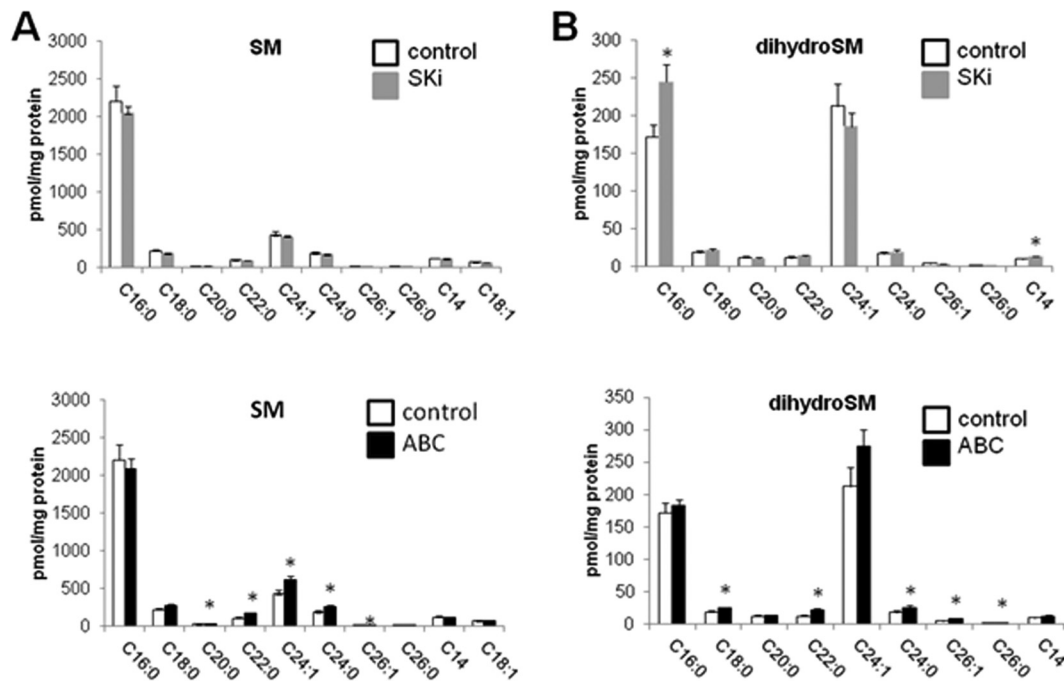 A
SM
control
SKi
pmol/mg protein
3000
2500
2000
1500
1000
500
0
C16:0
C18:0
C20:0
C22:0
C24:1
C24:0
C26:1
C26:0
C14
C18:1
B
dihydroSM
control
SKi
pmol/mg protein
300
250
200
150
100
50
0
*
*
C16:0
C18:0
C20:0
C22:0
C24:1
C24:0
C26:1
C26:0
C14
SM
control
ABC
pmol/mg protein
3000
2500
2000
1500
1000
500
0
*
*
*
*
*
C16:0
C18:0
C20:0
C22:0
C24:1
C24:0
C26:1
C26:0
C14
C18:1
dihydroSM
control
ABC
pmol/mg protein
350
300
250
200
150
100
50
0
*
*
*
*
*
C16:0
C18:0
C20:0
C22:0
C24:1
C24:0
C26:1
C26:0
C14